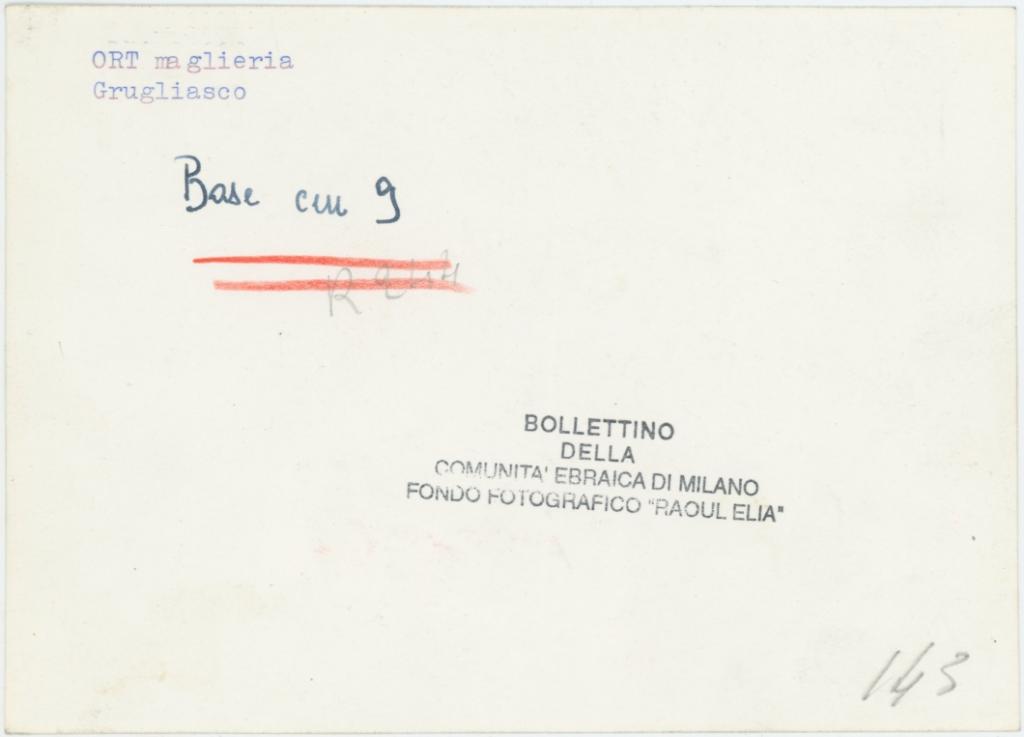 ORT maglieria
Grugliasco
Base cm 9
BOLLETTINO
DELLA
COMUNITA' EBRAICA DI MILANO
FONDO FOTOGRAFICO "RAOUL ELIA"
143